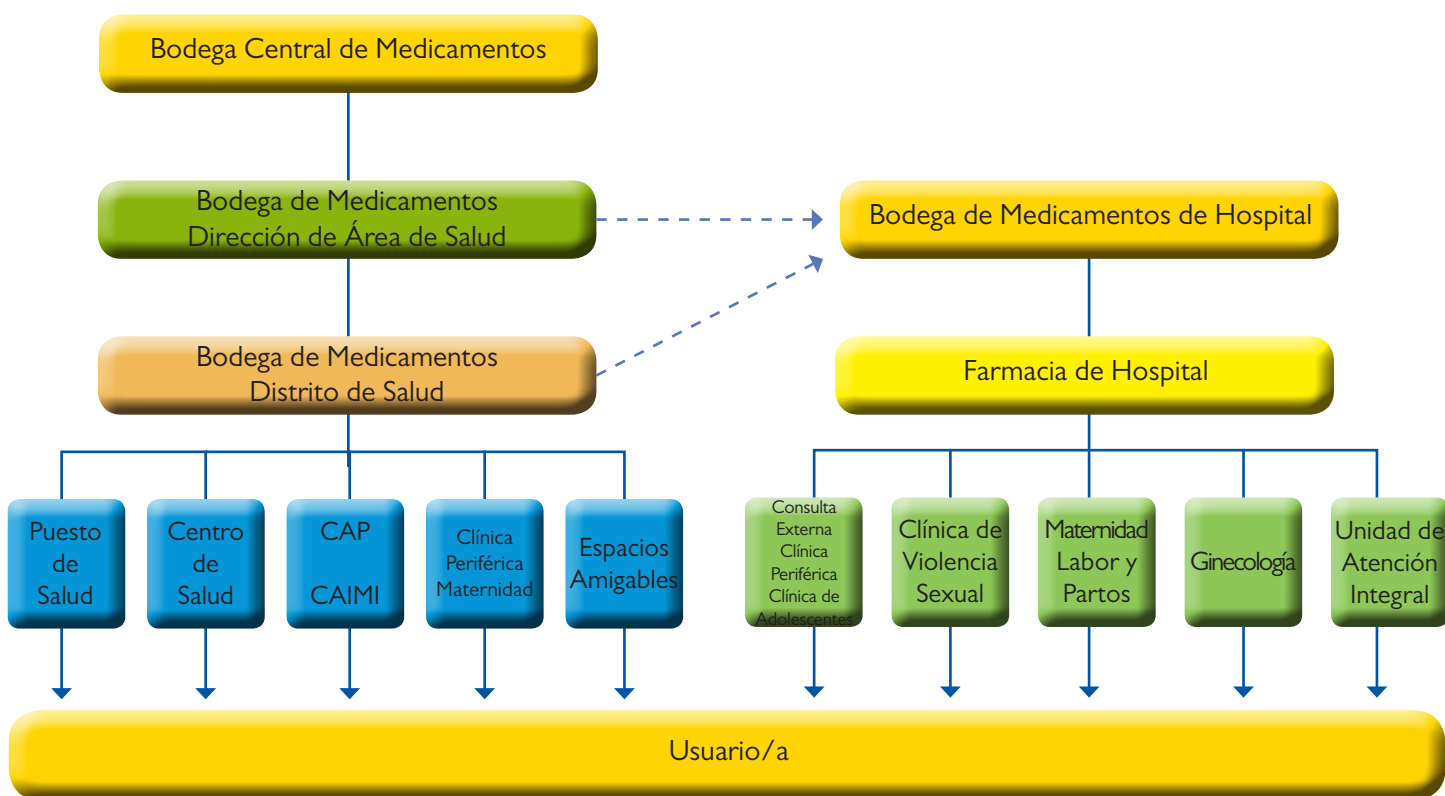 Bodega Central de Medicamentos
Bodega de Medicamentos
Dirección de Área de Salud
Bodega de Medicamentos de Hospital
Bodega de Medicamentos
Distrito de Salud
Farmacia de Hospital
Puesto
de
Salud
Centro
de
Salud
CAP
CAIMI
Clínica
Periférica
Maternidad
Espacios
Amigables
Consulta
Externa
Clínica
Periférica
Clínica de
Adolescentes
Clínica de
Violencia
Sexual
Maternidad
Labor y
Partos
Ginecología
Unidad de
Atención
Integral
Usuario/a